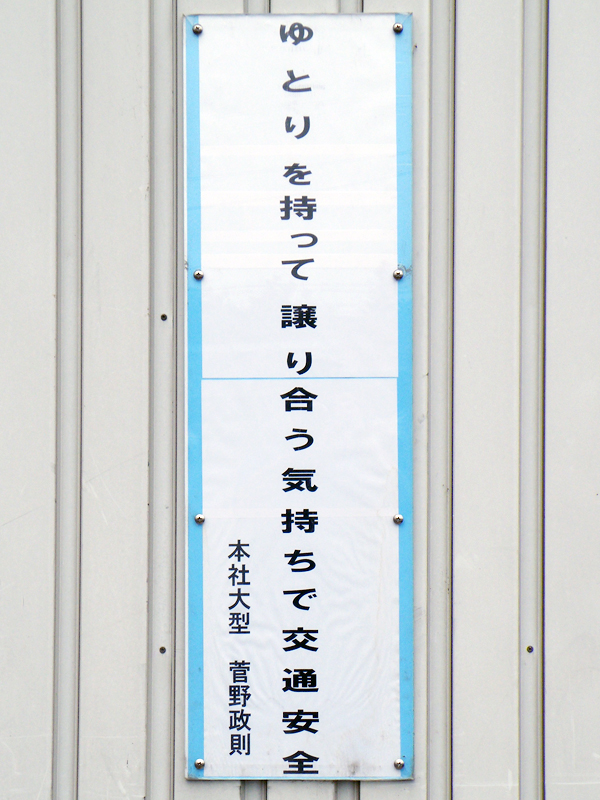 ゆとりを持って譲り合う気持ちで交通安全
本社大型　菅野政則